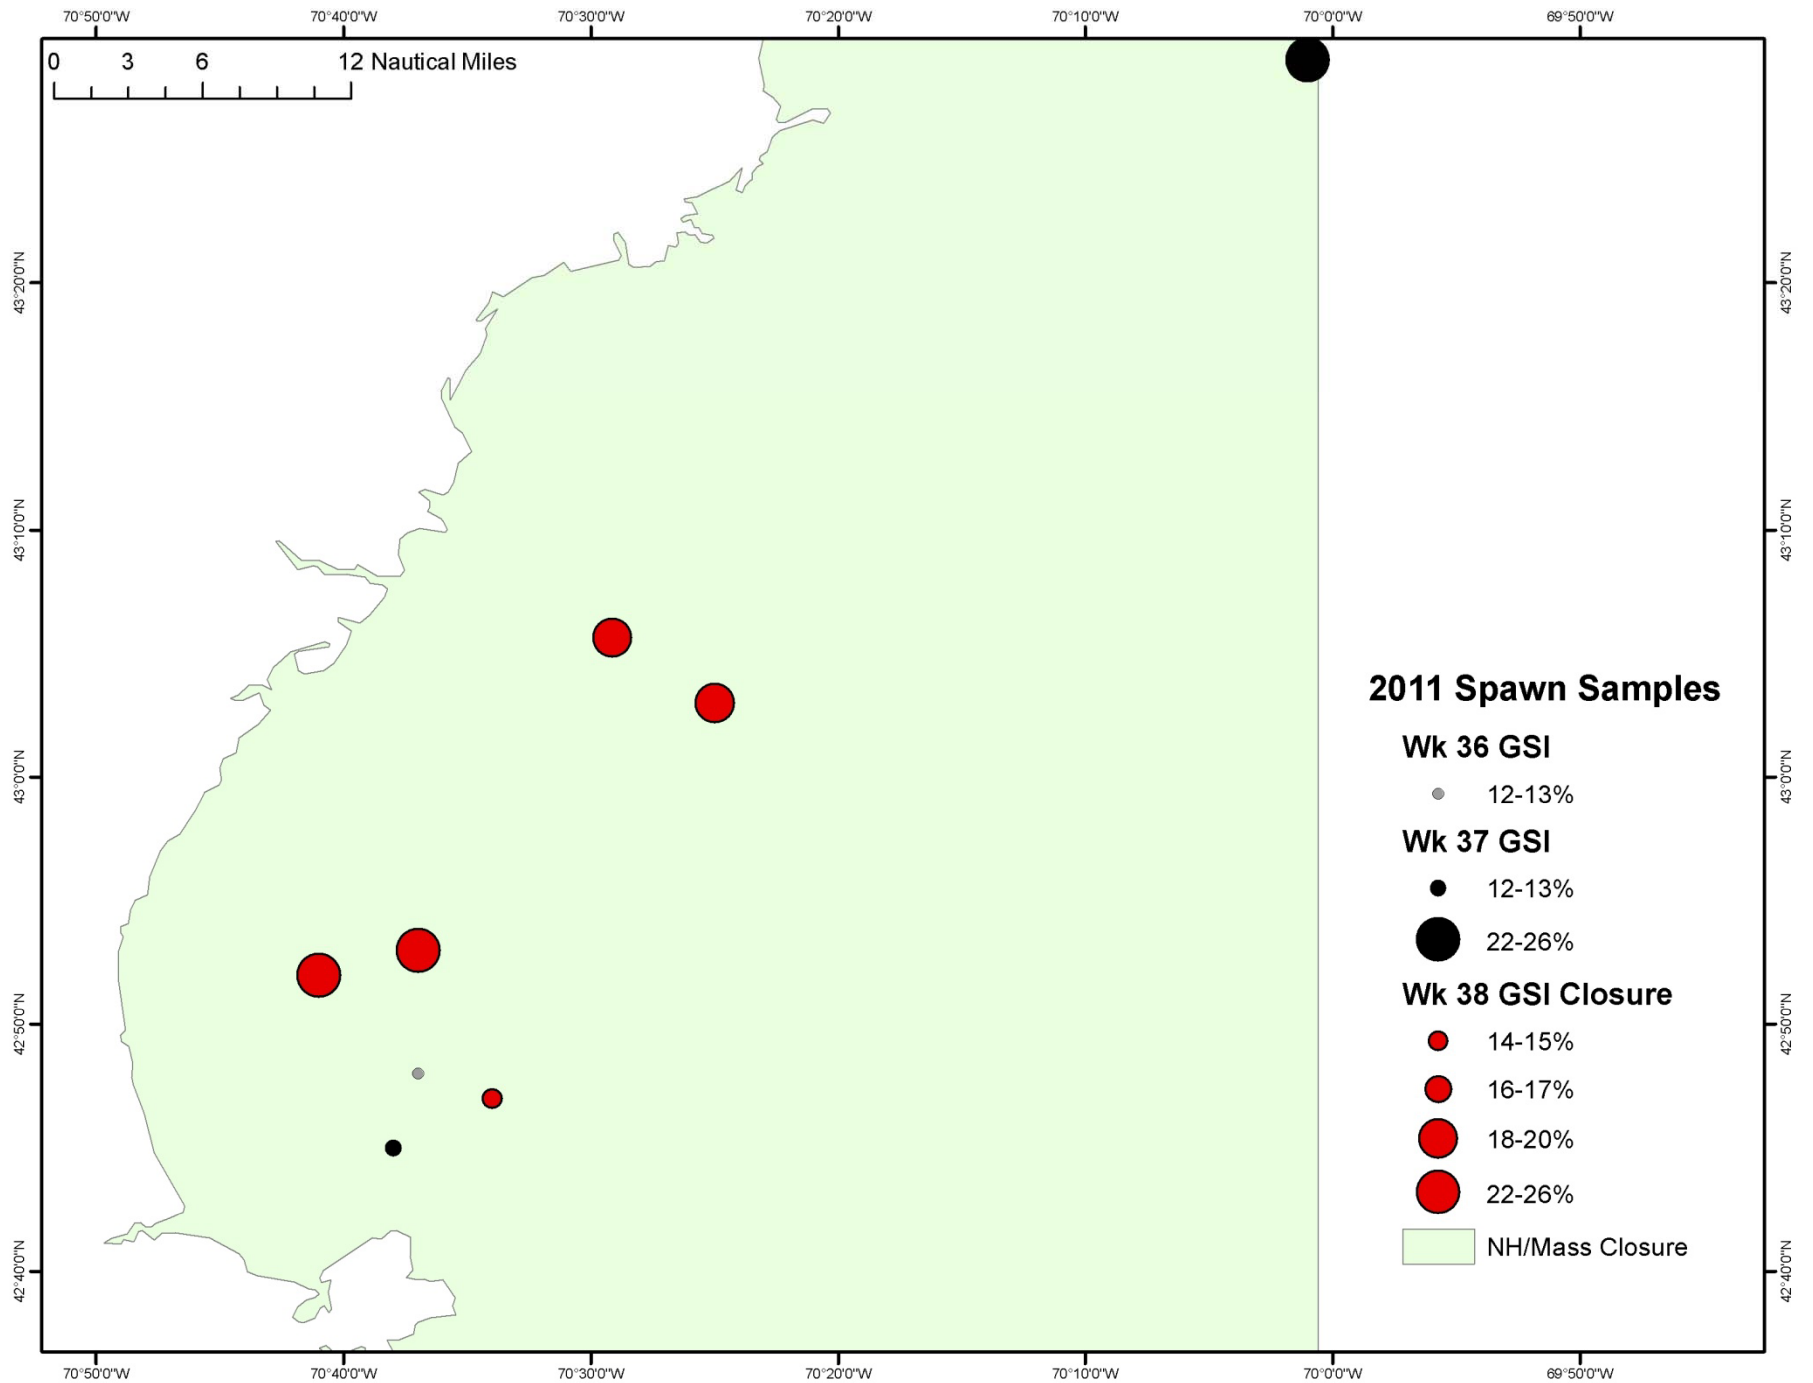 70°50'0"W 70°40'0"W 70°30'0"W 70°20'0"W 70°10'0"W 70°0'0"W 69°50'0"W
0 3 6 12 Nautical Miles
43°20'0"N 43°20'0"N
43°10'0"N 43°10'0"N
43°0'0"N 43°0'0"N
42°50'0"N 42°50'0"N
42°40'0"N 42°40'0"N
2011 Spawn Samples
Wk 36 GSI
12-13%
Wk 37 GSI
12-13%
22-26%
Wk 38 GSI Closure
14-15%
16-17%
18-20%
22-26%
NH/Mass Closure
70°50'0"W 70°40'0"W 70°30'0"W 70°20'0"W 70°10'0"W 70°0'0"W 69°50'0"W